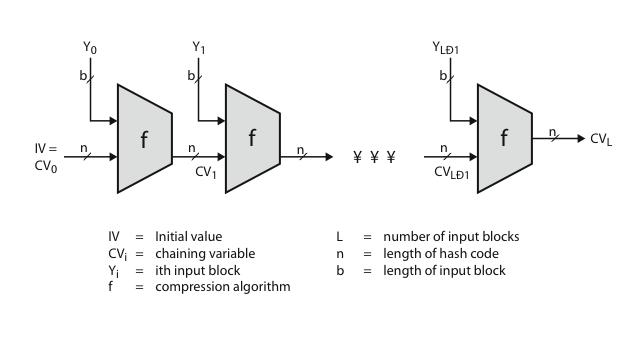 Y0 Y1 YLÐ1
b b b
f f f
IV =
CV0
n n n n n
CV1 CVLÐ1 CVL
¥ ¥ ¥
IV = Initial value
CVi = chaining variable
Yi = ith input block
f = compression algorithm
L = number of input blocks
n = length of hash code
b = length of input block